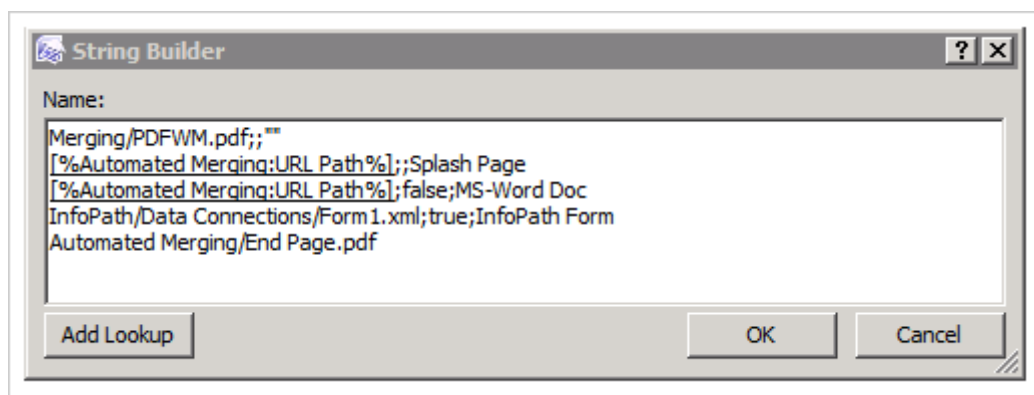 String Builder
Name:
Merging/PDFWM.pdf;;""
[%Automated Merging:URL Path%];;Splash Page
[%Automated Merging:URL Path%];false;MS-Word Doc
InfoPath/Data Connections/Form1.xml;true;InfoPath Form
Automated Merging/End Page.pdf
Add Lookup
OK
Cancel